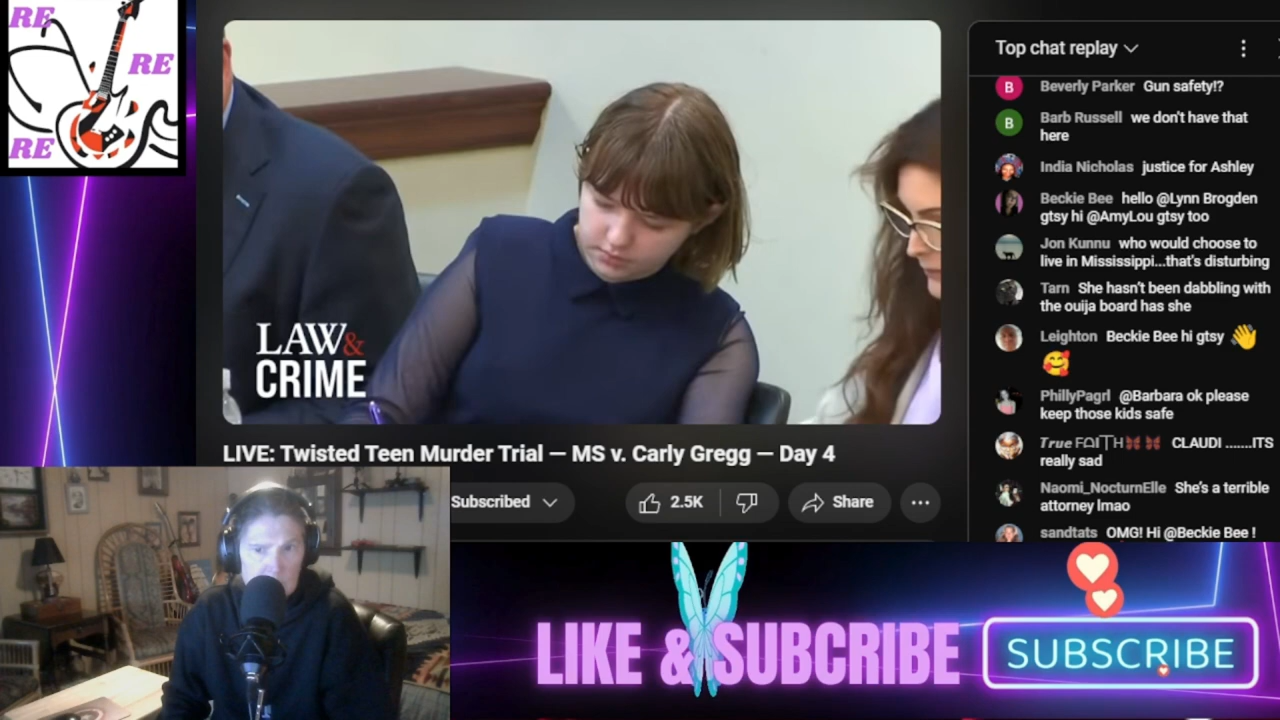 RE
RE
RE
LAW&
CRIME
LIVE: Twisted Teen Murder Trial — MS v. Carly Gregg — Day 4
Subscribed
2.5K
Share
Top chat replay
B
Beverly Parker Gun safety!?
B
Barb Russell we don't have that
here
India Nicholas justice for Ashley
Beckie Bee hello @Lynn Brogden
gtsy hi @AmyLou gtsy too
Jon Kunnu who would choose to
live in Mississippi...that's disturbing
Tarn She hasn't been dabbling with
the ouija board has she
Leighton Beckie Bee hi gtsy 👋
🥰
PhillyPagrl @Barbara ok please
keep those kids safe
True FAITH🦋🦋 CLAUDI .......ITS
really sad
Naomi_NocturnElle She's a terrible
attorney lmao
sandtats OMG! Hi @Beckie Bee !
LIKE & SUBCRIBE
SUBSCRIBE